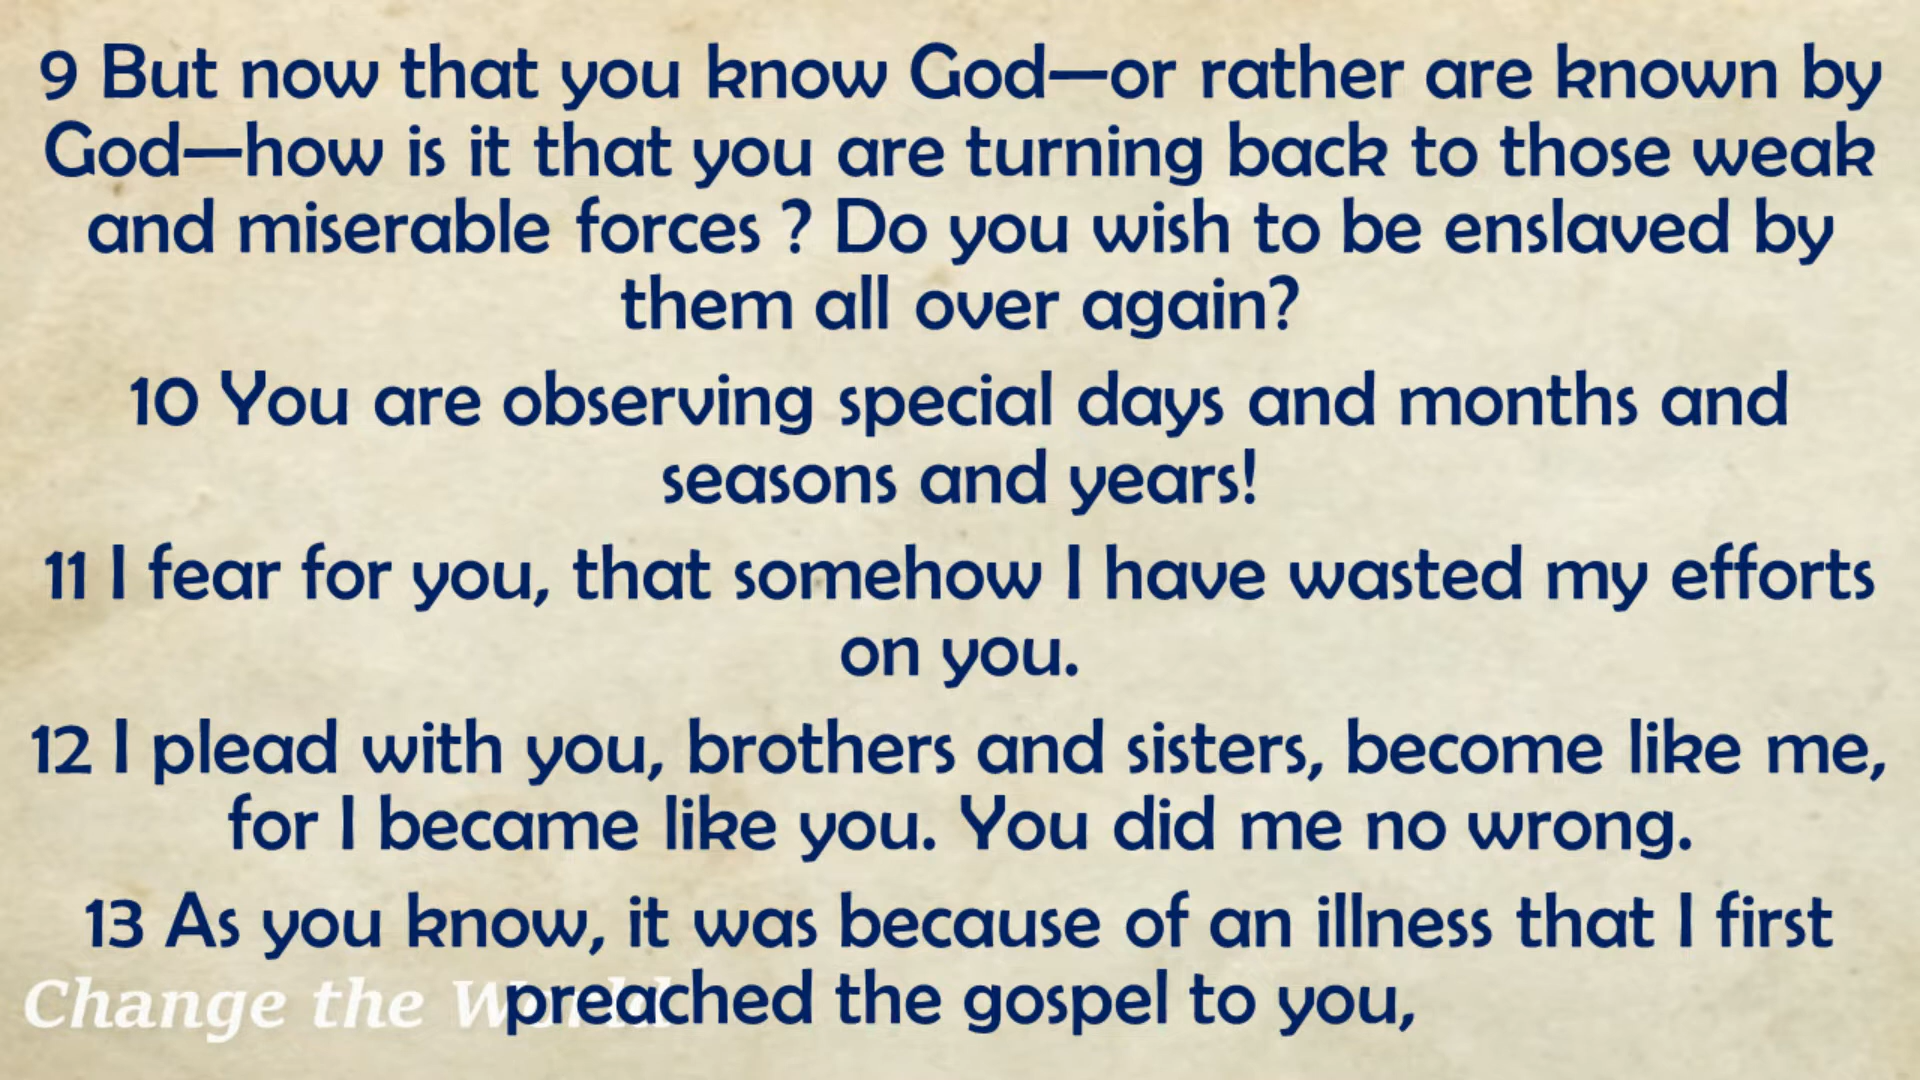 9 But now that you know God—or rather are known by
God—how is it that you are turning back to those weak
and miserable forces ? Do you wish to be enslaved by
them all over again?
10 You are observing special days and months and
seasons and years!
11 I fear for you, that somehow I have wasted my efforts
on you.
12 I plead with you, brothers and sisters, become like me,
for I became like you. You did me no wrong.
13 As you know, it was because of an illness that I first
preached the gospel to you,
Change the World